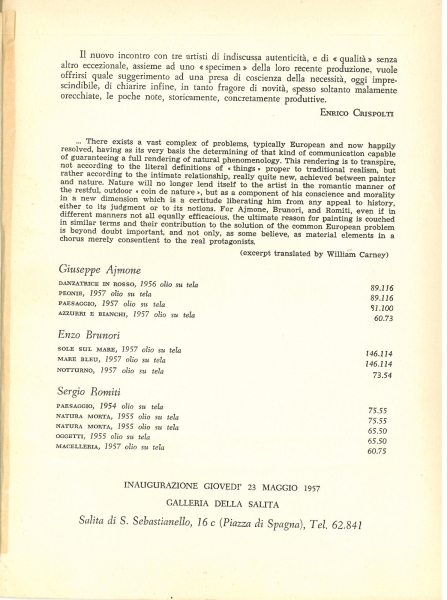 Il nuovo incontro con tre artisti di indiscussa autenticità, e di « qualità » senza
altro eccezionale, assieme ad uno « specimen » della loro recente produzione, vuole
offrirsi quale suggerimento ad una presa di coscienza della necessità, oggi impre-
scindibile, di chiarire infine, in tanto fragore di novità, spesso soltanto malamente
orecchiate, le poche note, storicamente, concretamente produttive.
ENRICO CRISPOLTI
... There exists a vast complex of problems, typically European and now happily
resolved, having as its very basis the determining of that kind of communication capable
of guaranteeing a full rendering of natural phenomenology. This rendering is to transpire,
not according to the literal definitions of « things » proper to traditional realism, but
rather according to the intimate relationship, really quite new, achieved between painter
and nature. Nature will no longer lend itself to the artist in the romantic manner of
the restful, outdoor « coin de nature », but as a component of his conscience and morality
in a new dimension which is a certitude liberating him from any appeal to history,
either to its judgment or to its notions. For Ajmone, Brunori, and Romiti, even if in
different manners not all equally efficacious, the ultimate reason for painting is couched
in similar terms and their contribution to the solution of the common European problem
is beyond doubt important, and not only, as some believe, as material elements in a
chorus merely consentient to the real protagonists.
(excerpt translated by William Carney)
Giuseppe Ajmone
DANZATRICE IN ROSSO, 1956 olio su tela 89.116
PEONIE, 1957 olio su tela 89.116
PAESAGGIO, 1957 olio su tela 81.100
AZZURRI E BIANCHI, 1957 olio su tela 60.73
Enzo Brunori
SOLE SUL MARE, 1957 olio su tela 146.114
MARE BLEU, 1957 olio su tela 146.114
NOTTURNO, 1957 olio su tela 73.54
Sergio Romiti
PAESAGGIO, 1954 olio su tela 75.55
NATURA MORTA, 1955 olio su tela 75.55
NATURA MORTA, 1955 olio su tela 65.50
OGGETTI, 1955 olio su tela 65.50
MACELLERIA, 1957 olio su tela 60.75
INAUGURAZIONE GIOVEDI' 23 MAGGIO 1957
GALLERIA DELLA SALITA
Salita di S. Sebastianello, 16 c (Piazza di Spagna), Tel. 62.841